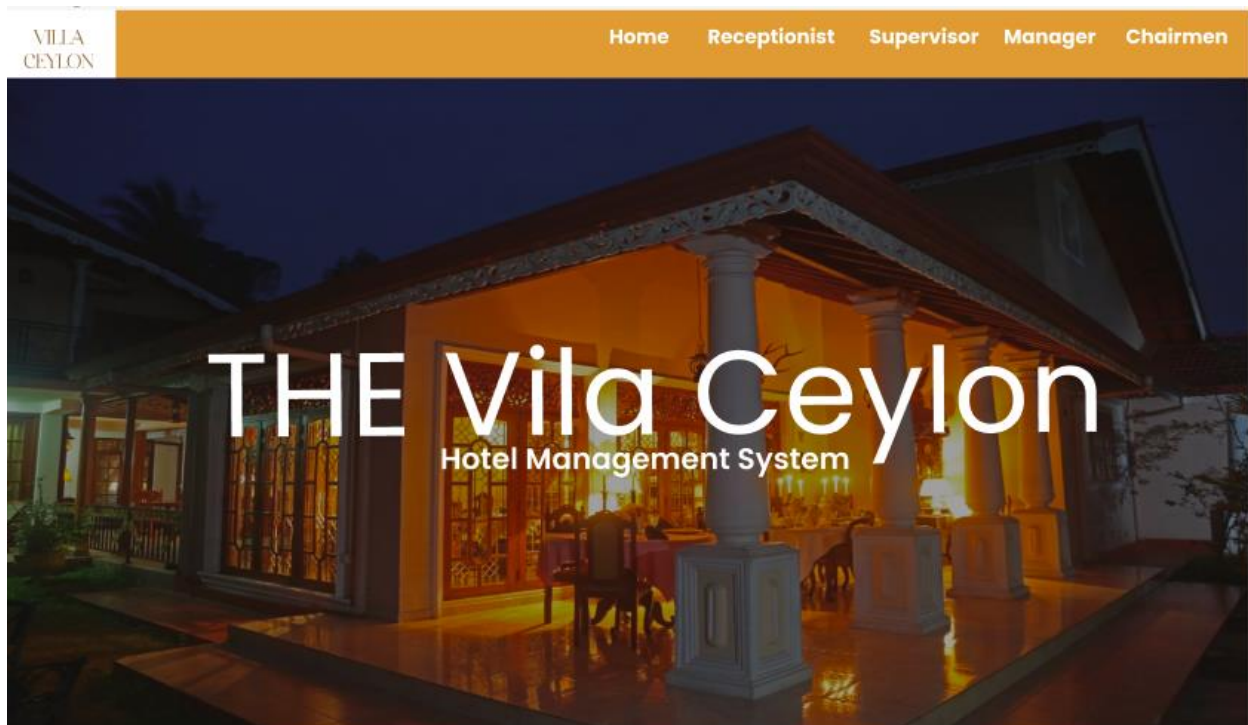 VILLA
CEYLON
Home Receptionist Supervisor Manager Chairmen
THE Vila Ceylon
Hotel Management System